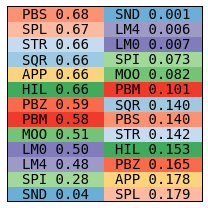 PBS 0.68 SND 0.001
SPL 0.67 LM4 0.006
STR 0.66 LM0 0.007
SQR 0.66 SPI 0.073
APP 0.66 MOO 0.082
HIL 0.66 PBM 0.101
PBZ 0.59 SQR 0.140
PBM 0.58 PBS 0.140
MOO 0.51 STR 0.142
LM0 0.50 HIL 0.153
LM4 0.48 PBZ 0.165
SPI 0.28 APP 0.178
SND 0.04 SPL 0.179